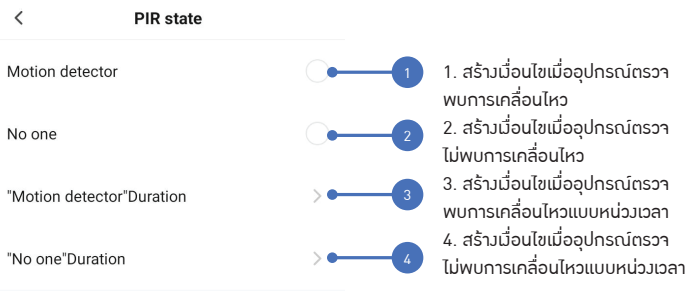 PIR state
Motion detector
1
1. สร้างเงื่อนไขเมื่ออุปกรณ์ตรวจ
พบการเคลื่อนไหว
No one
2
2. สร้างเงื่อนไขเมื่ออุปกรณ์ตรวจ
ไม่พบการเคลื่อนไหว
"Motion detector"Duration
3
3. สร้างเงื่อนไขเมื่ออุปกรณ์ตรวจ
พบการเคลื่อนไหวแบบหน่วงเวลา
"No one"Duration
4
4. สร้างเงื่อนไขเมื่ออุปกรณ์ตรวจ
ไม่พบการเคลื่อนไหวแบบหน่วงเวลา